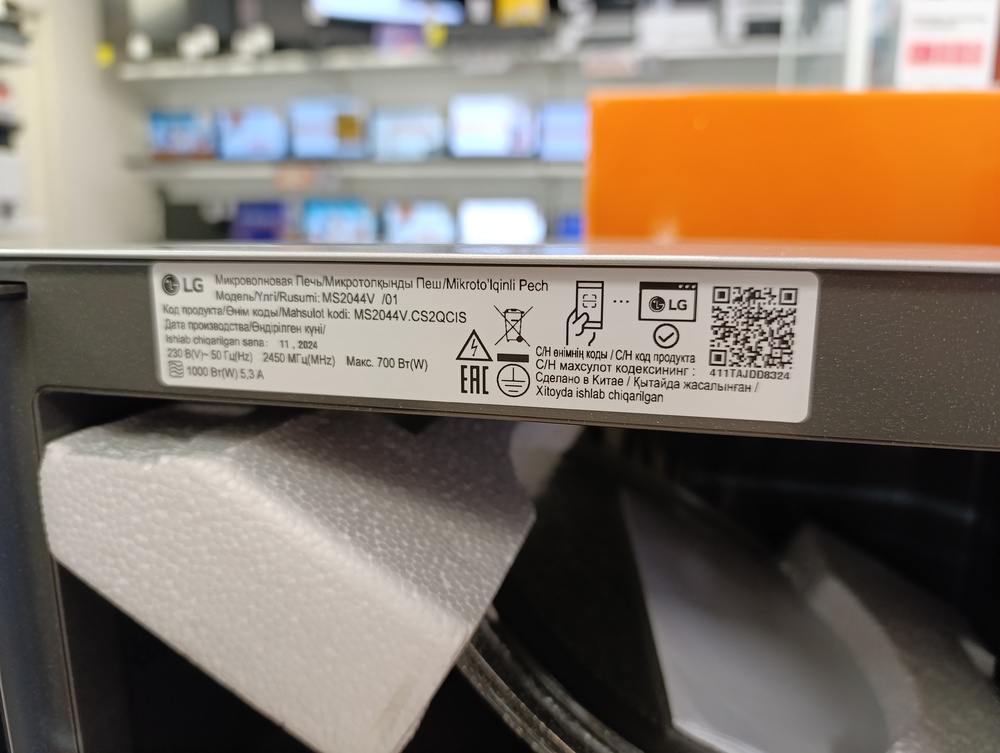 LG
Микроволновая Печь/Микротолқынды Пеш/Mikroto'lqinli Pech
Модель/Үлгі/Rusumi: MS2044V /01
Код продукта/Өнім коды/Mahsulot kodi: MS2044V.CS2QCIS
Дата производства/Өндірілген күні/
Ishlab chiqarilgan sana: 11 , 2024
230 В(V)~ 50 Гц(Hz) 2450 МГц(MHz) Макс. 700 Вт(W)
1000 Вт(W) 5,3 A
EAC
LG
С/Н өнімнің коды / С/Н код продукта
С/Н махсулот кодексининг :
411TAJDD8324
Сделано в Китае / Қытайда жасалынған /
Xitoyda ishlab chiqarilgan